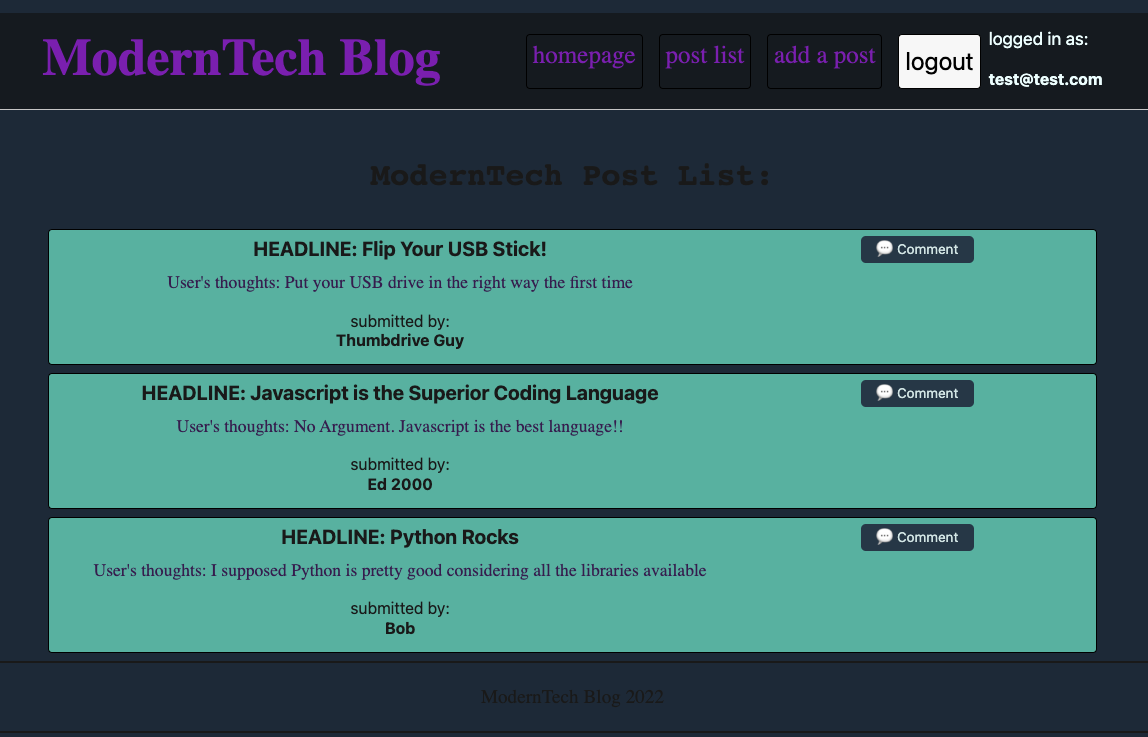 ModernTech Blog
homepage
post list
add a post
logout
logged in as:
test@test.com
ModernTech Post List:
HEADLINE: Flip Your USB Stick!
Comment
User's thoughts: Put your USB drive in the right way the first time
submitted by:
Thumbdrive Guy
HEADLINE: Javascript is the Superior Coding Language
Comment
User's thoughts: No Argument. Javascript is the best language!!
submitted by:
Ed 2000
HEADLINE: Python Rocks
Comment
User's thoughts: I supposed Python is pretty good considering all the libraries available
submitted by:
Bob
ModernTech Blog 2022